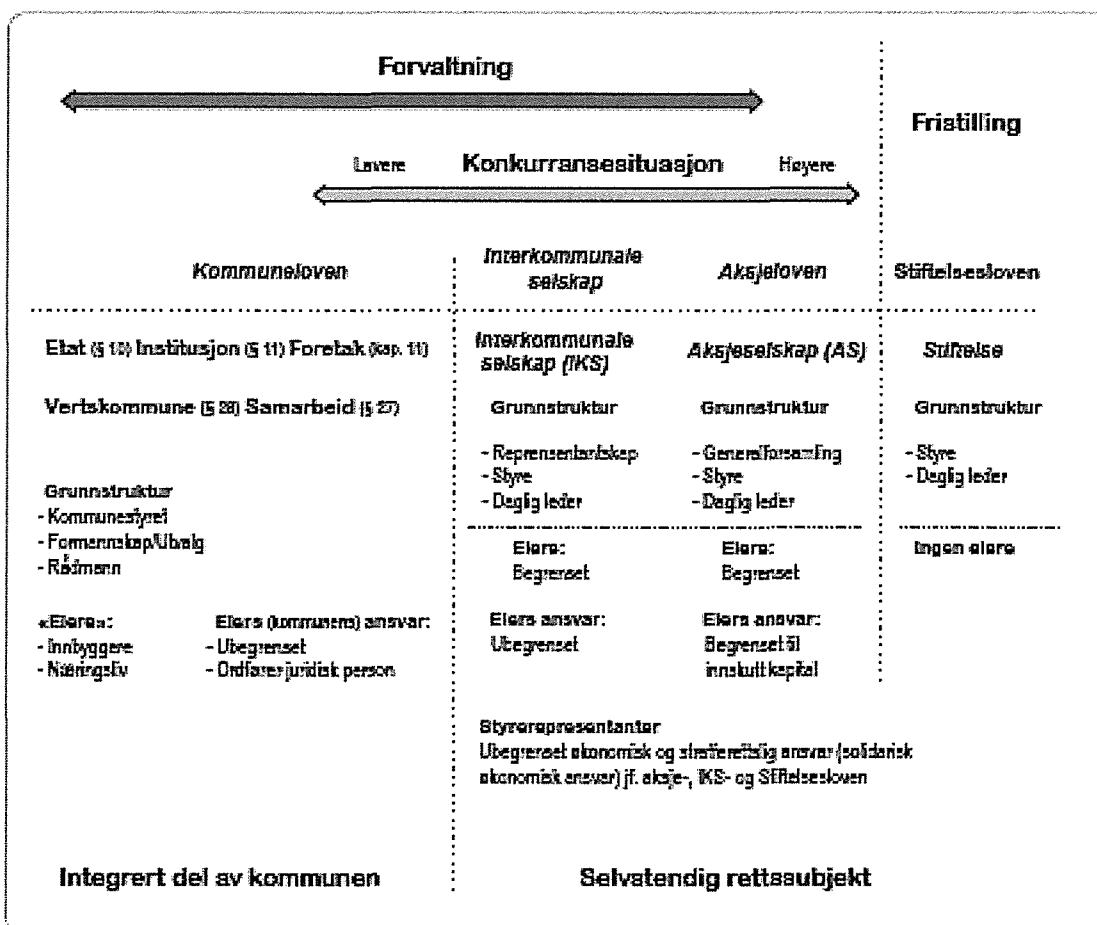 Forvaltning
Fristilling
Lavere Konkurransesituasjon Høyere
Kommuneloven
Interkommunale
selskap
Aksjeloven
Stiftelsesloven
Etat (§ 10) Institusjon (§ 11) Foretak (kap. 11)
Vertskommune (§ 28) Samarbeid (§ 27)
Grunnstruktur
- Kommunestyret
- Formannskap/Utvalg
- Rådmann
«Eiere»:
- Innbyggere
- Næringsliv
Eiers (kommunens) ansvar:
- Ubegrenset
- Ordfører juridisk person
Interkommunale
selskap (IKS)
Grunnstruktur
- Reprensentantskap
- Styre
- Daglig leder
Eiere:
Begrenset
Eiers ansvar:
Ubegrenset
Aksjeselskap (AS)
Grunnstruktur
- Generalforsamling
- Styre
- Daglig leder
Eiere:
Begrenset
Eiers ansvar:
Begrenset til
innskutt kapital
Stiftelse
Grunnstruktur
- Styre
- Daglig leder
Ingen eiere
Styrerepresentanter
Ubegrenset økonomisk og strafferettslig ansvar (solidarisk
økonomisk ansvar) jf. aksje-, IKS- og Stiftelsesloven
Integrert del av kommunen
Selvstendig rettssubjekt